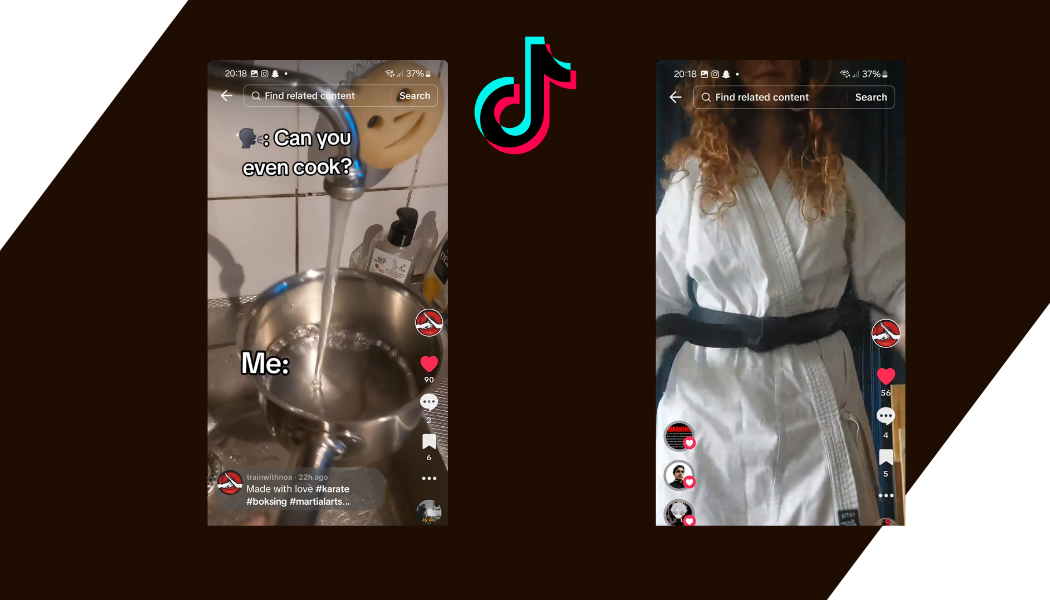 20:18
37%
Find related content
Search
🗣: Can you
even cook?
Me:
90
2
6
trainwithnoa · 22h ago
Made with love #karate
#boksing #martialarts...
20:18
37%
Find related content
Search
56
4
5